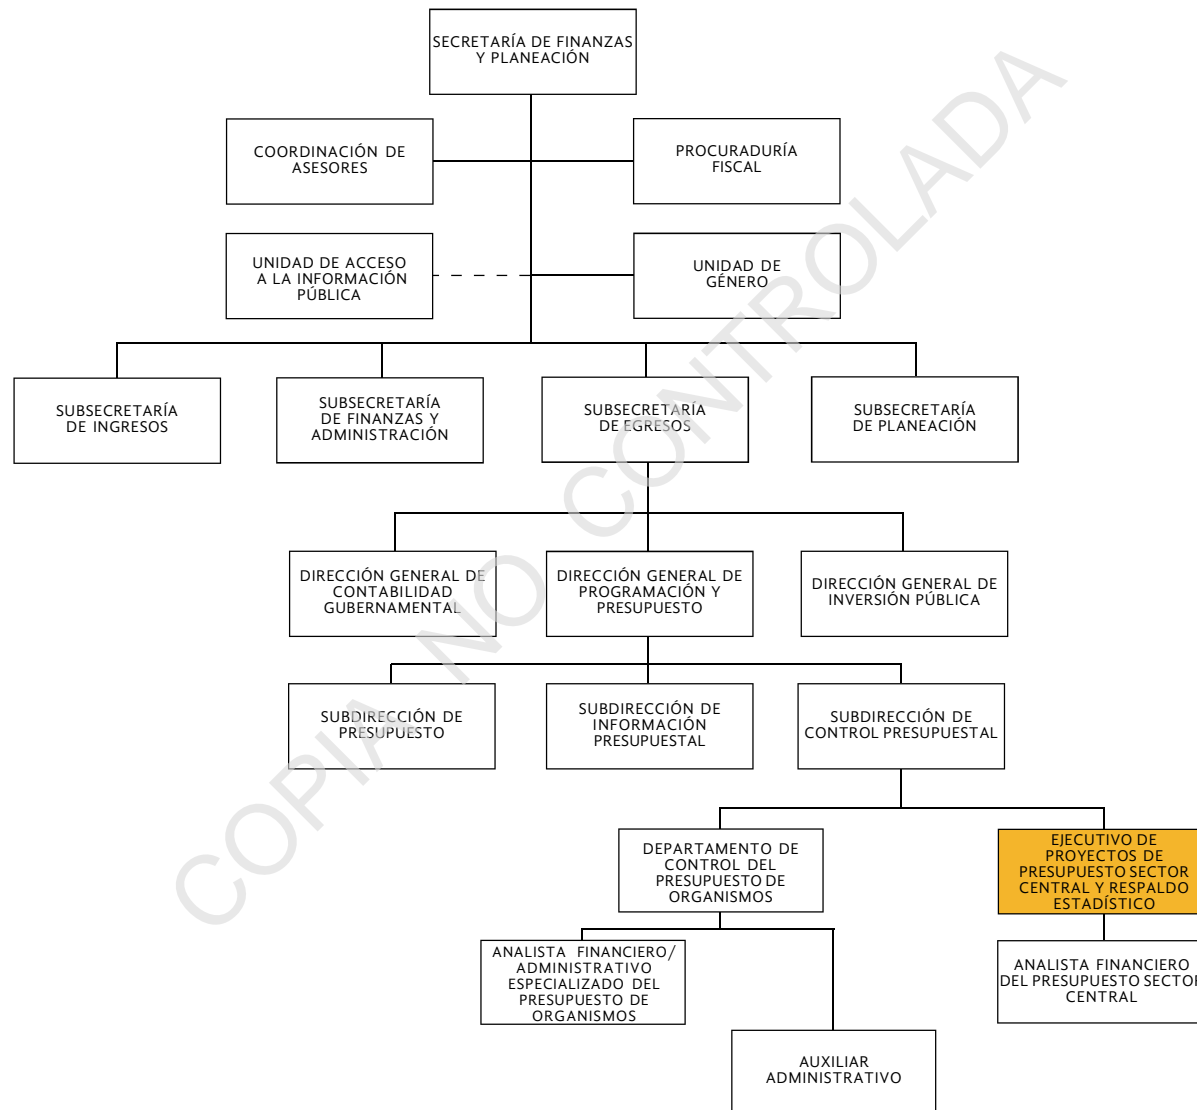 SECRETARÍA DE FINANZAS
Y PLANEACIÓN
COORDINACIÓN DE
ASESORES
PROCURADURÍA
FISCAL
UNIDAD DE ACCESO
A LA INFORMACIÓN
PÚBLICA
UNIDAD DE
GÉNERO
SUBSECRETARÍA
DE INGRESOS
SUBSECRETARÍA
DE FINANZAS Y
ADMINISTRACIÓN
SUBSECRETARÍA
DE EGRESOS
SUBSECRETARÍA
DE PLANEACIÓN
DIRECCIÓN GENERAL DE
CONTABILIDAD
GUBERNAMENTAL
DIRECCIÓN GENERAL DE
PROGRAMACIÓN Y
PRESUPUESTO
DIRECCIÓN GENERAL DE
INVERSIÓN PÚBLICA
SUBDIRECCIÓN DE
PRESUPUESTO
SUBDIRECCIÓN DE
INFORMACIÓN
PRESUPUESTAL
SUBDIRECCIÓN DE
CONTROL PRESUPUESTAL
DEPARTAMENTO DE
CONTROL DEL
PRESUPUESTO DE
ORGANISMOS
EJECUTIVO DE
PROYECTOS DE
PRESUPUESTO SECTOR
CENTRAL Y RESPALDO
ESTADÍSTICO
ANALISTA FINANCIERO/
ADMINISTRATIVO
ESPECIALIZADO DEL
PRESUPUESTO DE
ORGANISMOS
ANALISTA FINANCIERO
DEL PRESUPUESTO SECTOR
CENTRAL
AUXILIAR
ADMINISTRATIVO
COPIA NO CONTROLADA